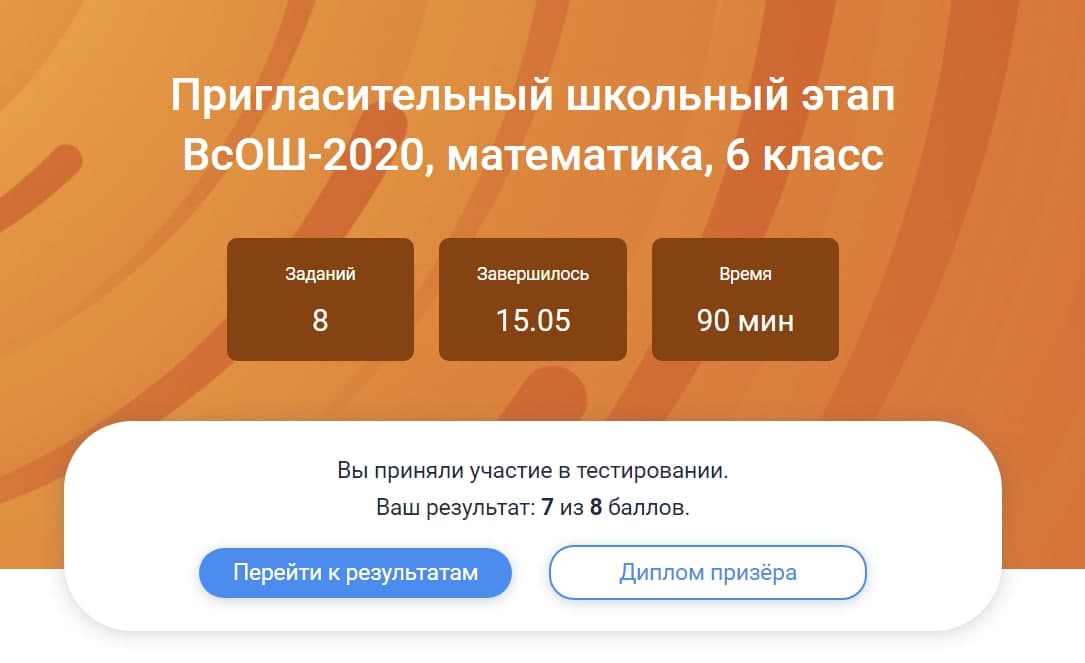 Пригласительный школьный этап
ВсОШ-2020, математика, 6 класс
Заданий
8
Завершилось
15.05
Время
90 мин
Вы приняли участие в тестировании.
Ваш результат: 7 из 8 баллов.
Перейти к результатам
Диплом призёра